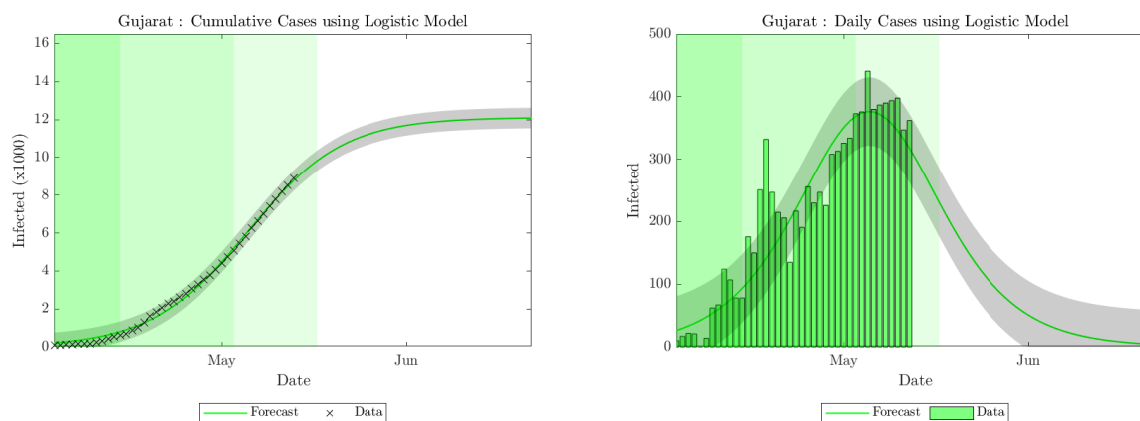 Gujarat : Cumulative Cases using Logistic Model
16
14
12
10
8
6
4
2
0
Infected (x1000)
May
Jun
Date
Forecast
Data
Gujarat : Daily Cases using Logistic Model
500
400
300
200
100
0
Infected
May
Jun
Date
Forecast
Data